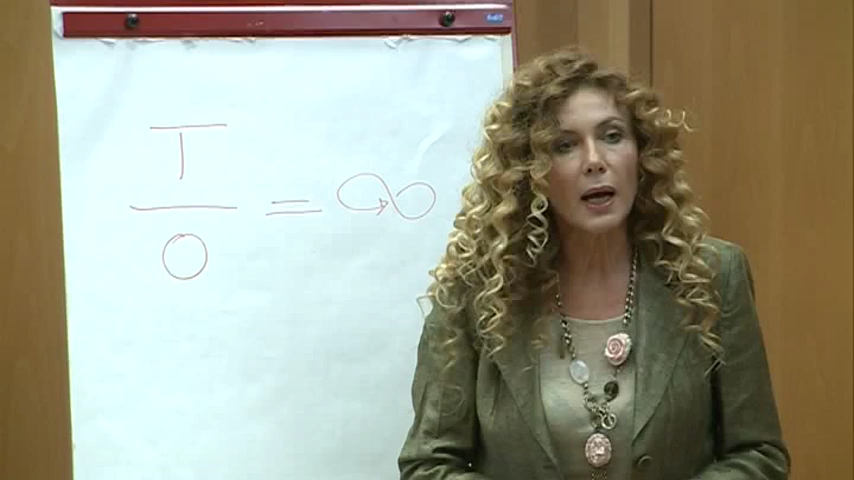 T
0
= ∞